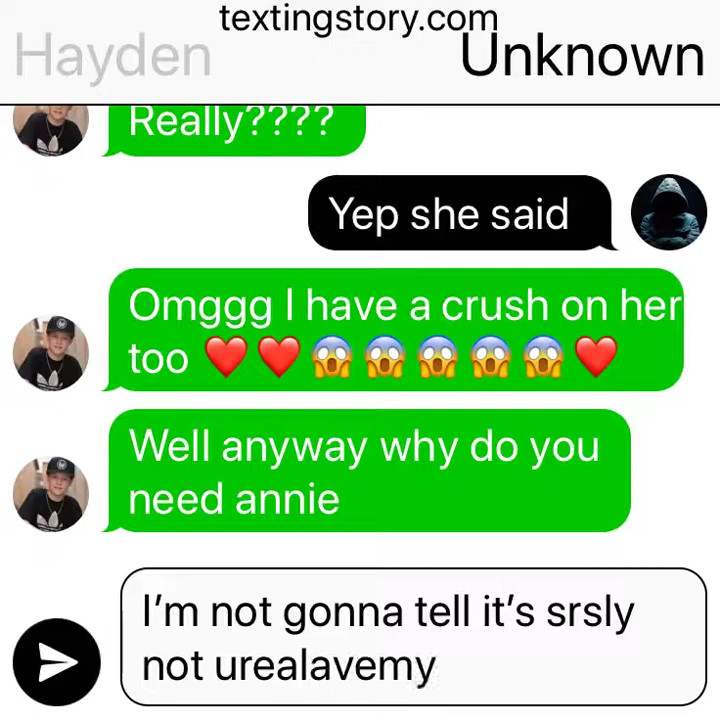 textingstory.com
Hayden
Unknown
Really????
Yep she said
Omggg I have a crush on her
too ❤️ ❤️ 😱 😱 😱 😱 😱 ❤️
Well anyway why do you
need annie
I'm not gonna tell it's srsly
not urealavemy